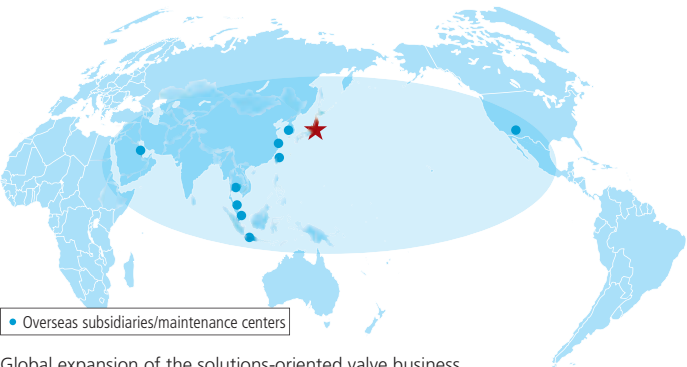 • Overseas subsidiaries/maintenance centers
Global expansion of the solutions-oriented valve business